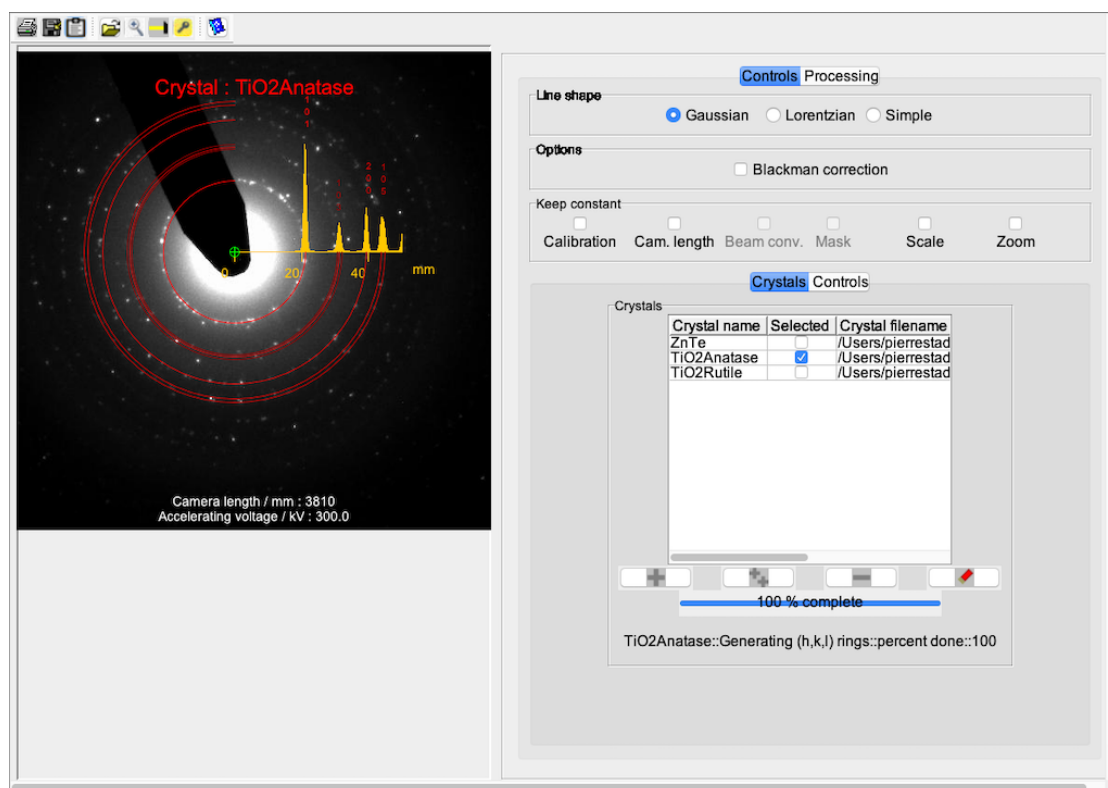 Crystal : TiO2Anatase
1
0
1
2
0
0
1
0
5
0
20
40
mm
Camera length / mm : 3810
Accelerating voltage / kV : 300.0
Controls Processing
Line shape
Gaussian Lorentzian Simple
Options
Blackman correction
Keep constant
Calibration Cam. length Beam conv. Mask Scale Zoom
Crystals Controls
Crystals
Crystal name Selected Crystal filename
ZnTe /Users/pierrestad
TiO2Anatase /Users/pierrestad
TiO2Rutile /Users/pierrestad
100 % complete
TiO2Anatase::Generating (h,k,l) rings::percent done::100